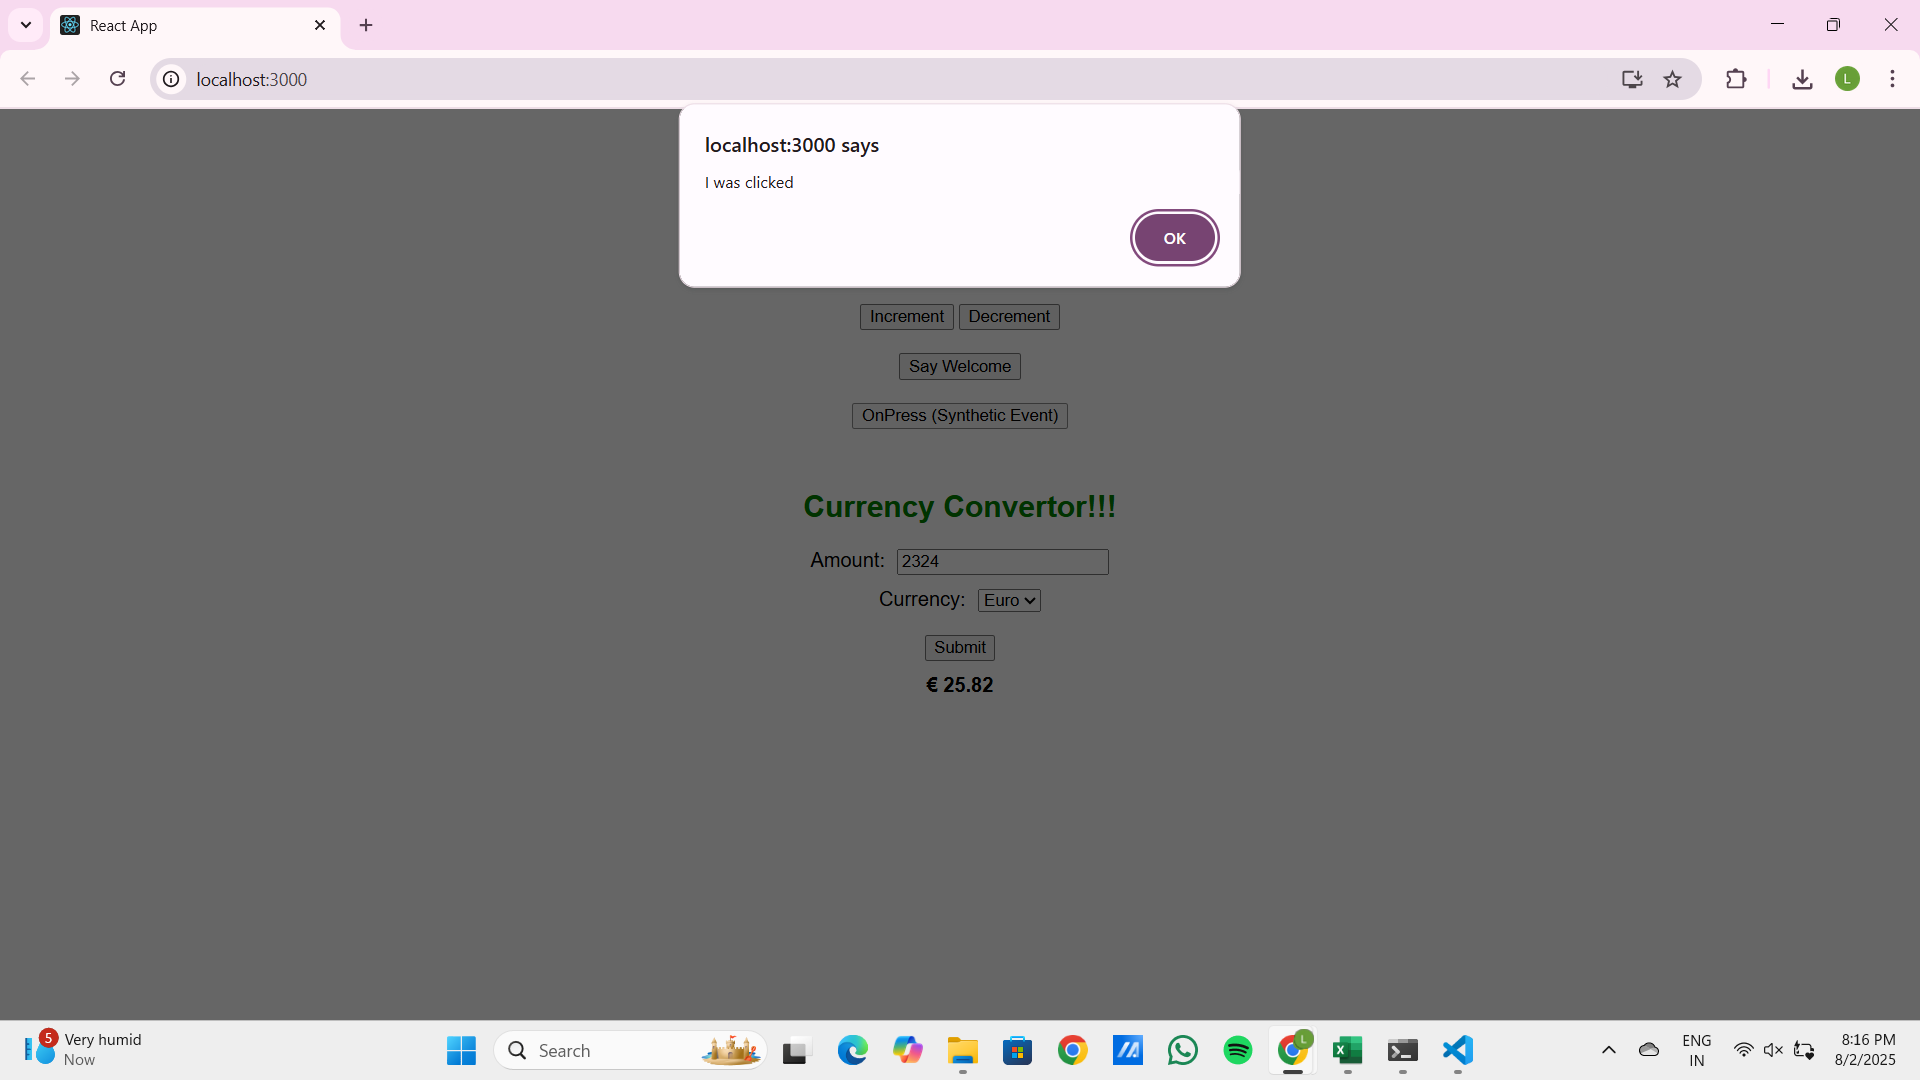 React App
localhost:3000
L
localhost:3000 says
I was clicked
OK
Increment Decrement
Say Welcome
OnPress (Synthetic Event)
Currency Convertor!!!
Amount: 2324
Currency: Euro
Submit
€ 25.82
5
Very humid
Now
Search
L
ENG
IN
8:16 PM
8/2/2025